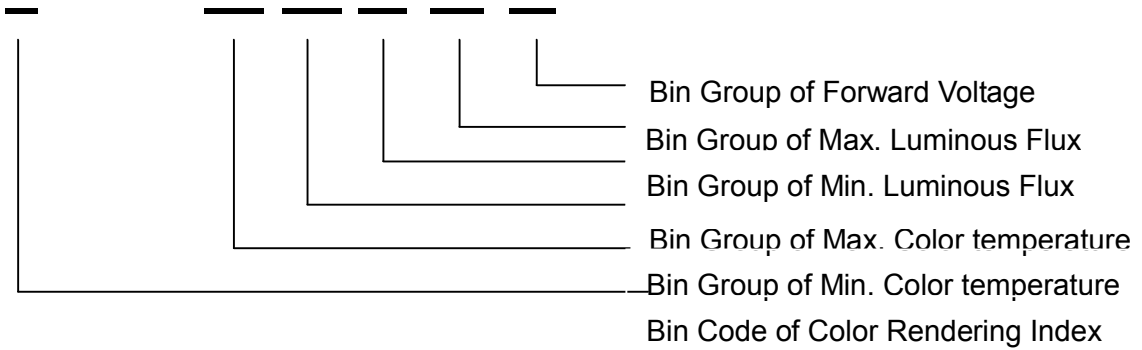 Bin Group of Forward Voltage
Bin Group of Max. Luminous Flux
Bin Group of Min. Luminous Flux
Bin Group of Max. Color temperature
Bin Group of Min. Color temperature
Bin Code of Color Rendering Index